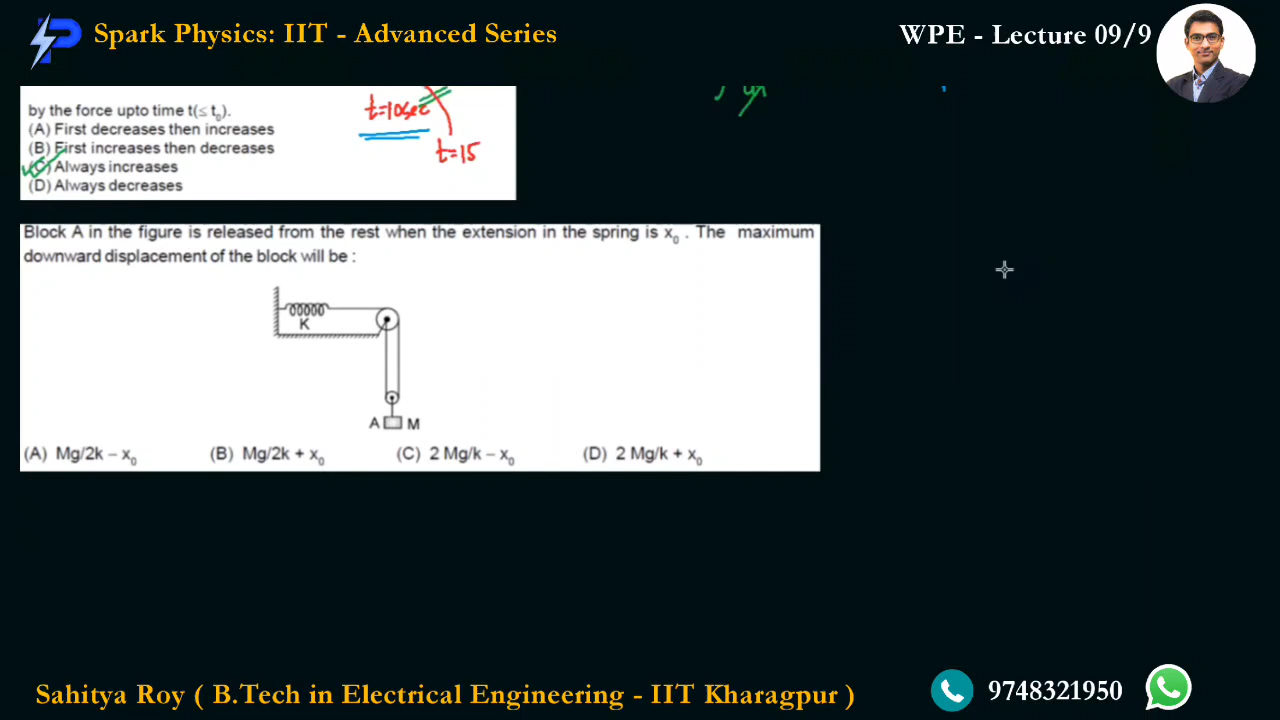 Spark Physics: IIT - Advanced Series
WPE - Lecture 09/9
by the force upto time t(≤ t₀).
(A) First decreases then increases
(B) First increases then decreases
(C) Always increases
(D) Always decreases
t=10sec
t=15
Block A in the figure is released from the rest when the extension in the spring is x₀ . The maximum
downward displacement of the block will be :
K
A M
(A) Mg/2k – x₀ (B) Mg/2k + x₀ (C) 2 Mg/k – x₀ (D) 2 Mg/k + x₀
Sahitya Roy ( B.Tech in Electrical Engineering - IIT Kharagpur )
9748321950